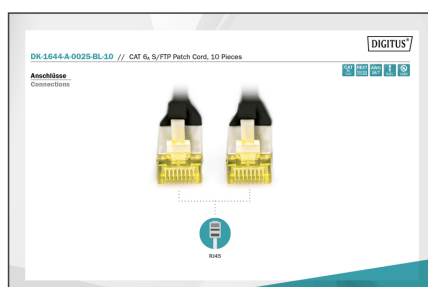 DIGITUS®
DK-1644-A-0025-BL-10 // CAT 6A S/FTP Patch Cord, 10 Pieces
Anschlüsse
Connections
RJ45